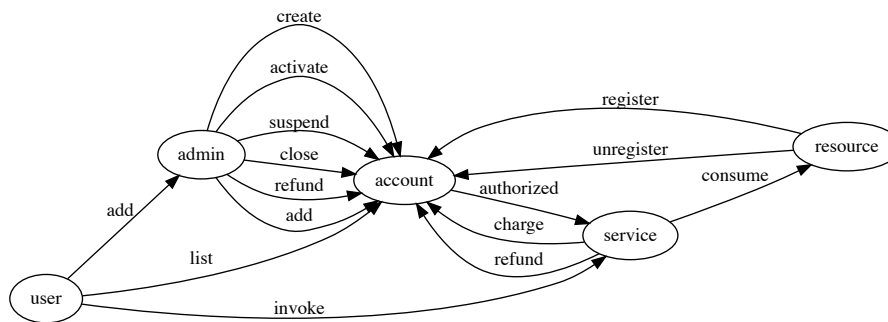 create
activate
suspend
close
refund
add
admin
account
register
unregister
resource
authorized
consume
charge
refund
service
add
list
user
invoke